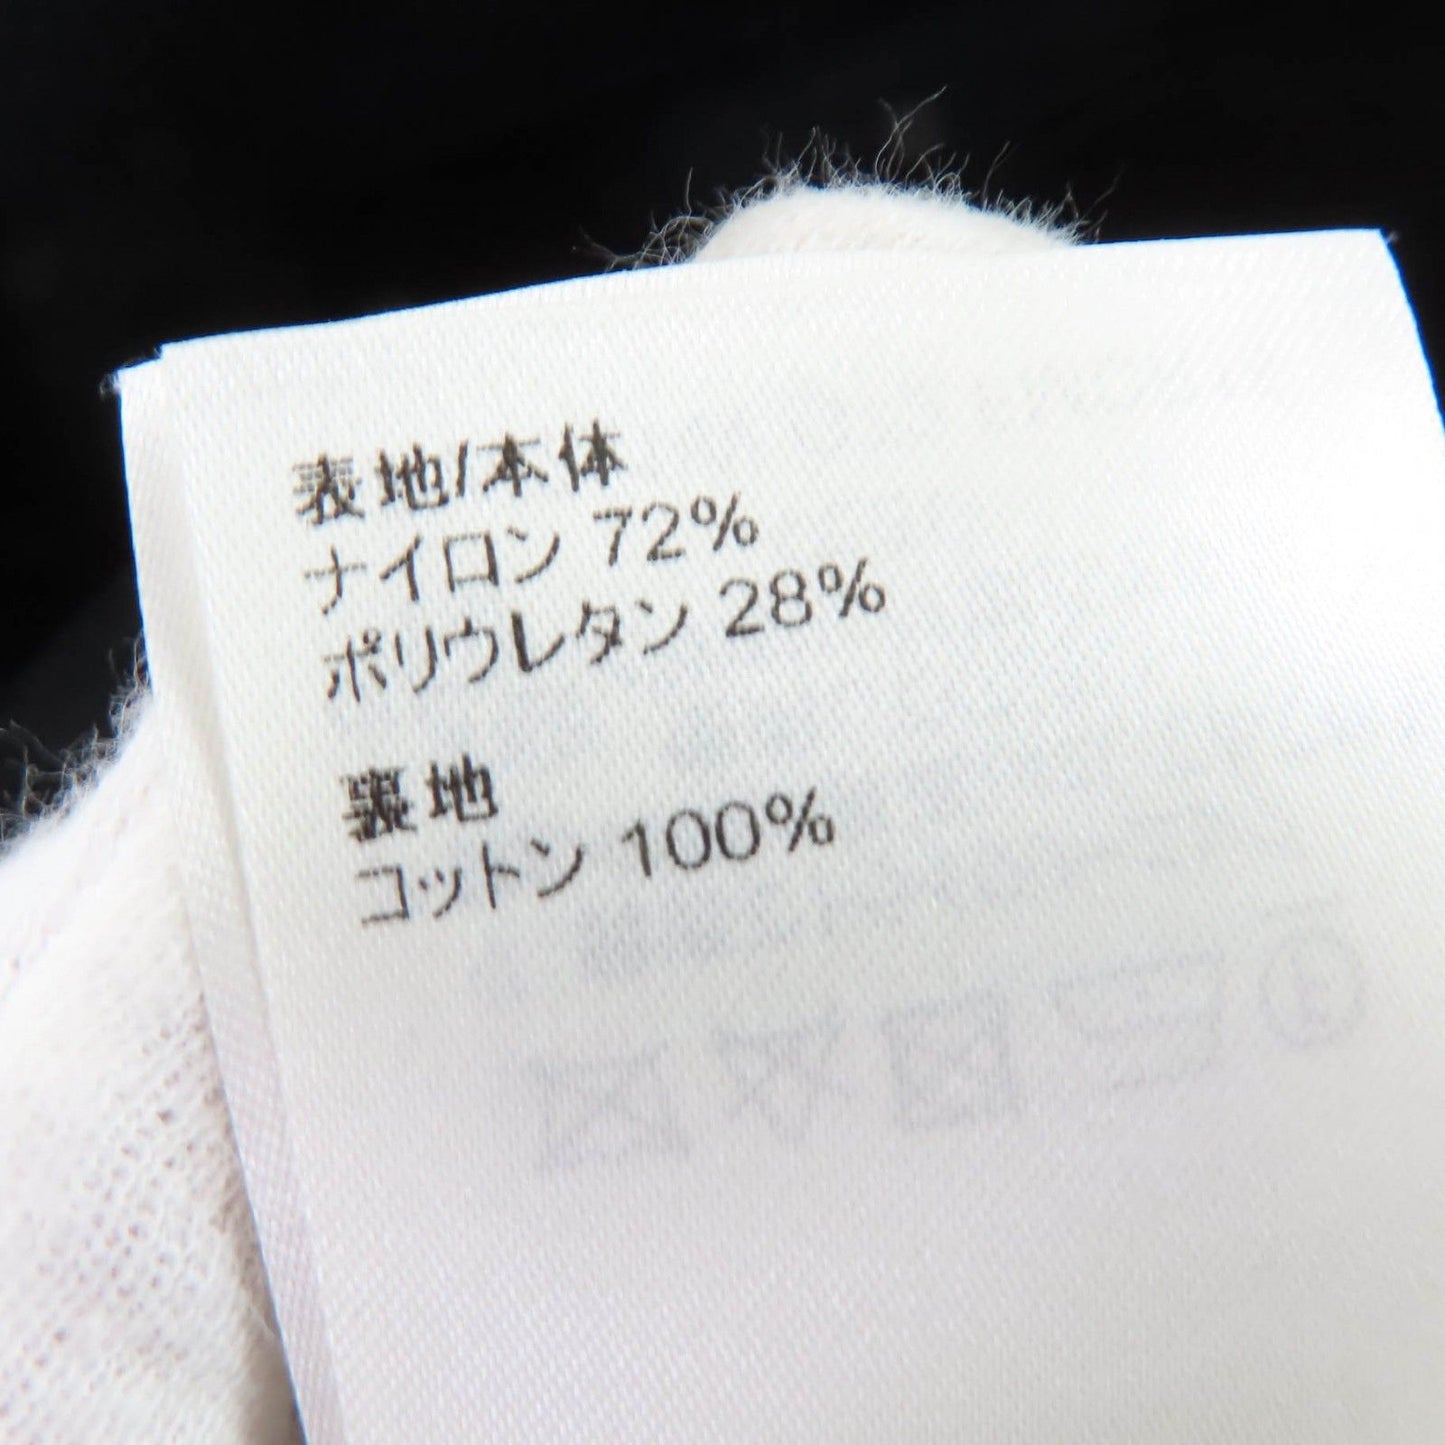 表地/本体
ナイロン 72%
ポリウレタン 28%
裏地
コットン 100%